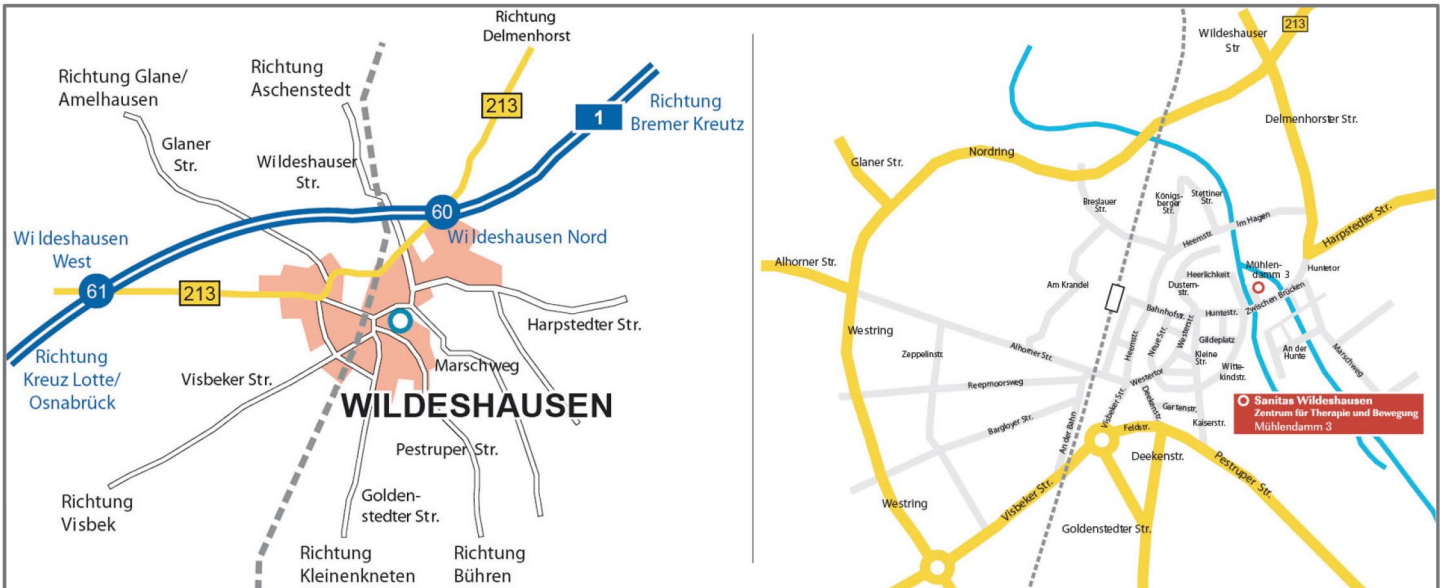 Richtung
Delmenhorst
Richtung Glane/
Amelhausen
Richtung
Aschenstedt
213
1
Richtung
Bremer Kreutz
Glaner
Str.
Wildeshauser
Str.
60
Wildeshausen Nord
Wildeshausen
West
61
213
Harpstedter Str.
Richtung
Kreuz Lotte/
Osnabrück
Visbeker Str.
Marschweg
WILDESHAUSEN
Pestruper Str.
Richtung
Visbek
Golden-
stedter Str.
Richtung
Kleinenkneten
Richtung
Bühren
Wildeshauser
Str
213
Delmenhorster Str.
Glaner Str.
Nordring
Breslauer
Str.
Königs-
berger
Str.
Stettiner
Str.
Im Hagen
Harpstedter Str.
Heemstr.
Alhorner Str.
Mühlen-
damm 3
Huntetor
Heerlichkeit
Am Krandel
Dustern-
str.
Zwischen Brücken
Bahnhofstr.
Huntestr.
Westring
Heemstr.
Neue Str.
Westerstr.
Gildeplatz
Zeppelinstr.
Alhorner Str.
Kleine
Str.
An der
Hunte
Marschweg
Witte-
kindstr.
Reepmoorsweg
Westertor
Visbeker Str.
Deekenstr.
Gartenstr.
Sanitas Wildeshausen
Zentrum für Therapie und Bewegung
Mühlendamm 3
Bargloyer Str.
An der Bahn
Feldstr.
Kaiserstr.
Deekenstr.
Pestruper Str.
Westring
Visbeker Str.
Goldenstedter Str.